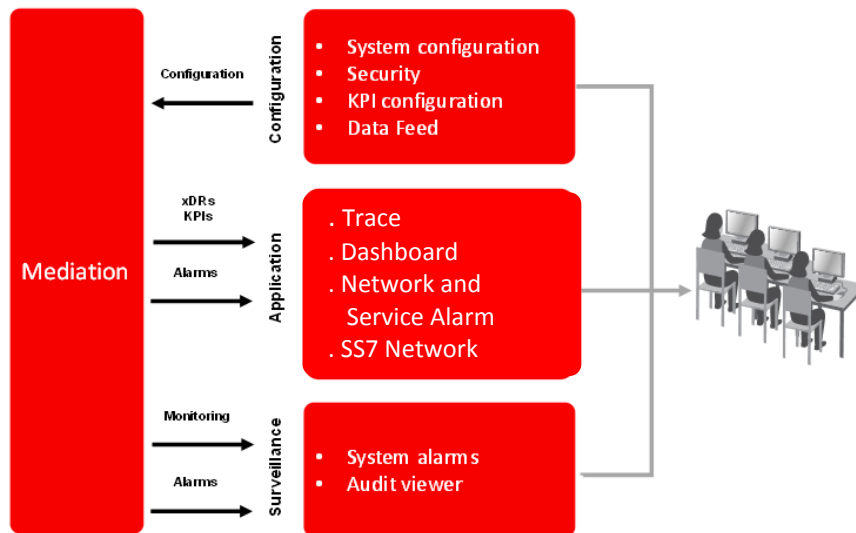 Mediation
Configuration
xDRs
KPIs
Alarms
Monitoring
Alarms
Configuration
• System configuration
• Security
• KPI configuration
• Data Feed
Application
. Trace
. Dashboard
. Network and
Service Alarm
. SS7 Network
Surveillance
• System alarms
• Audit viewer